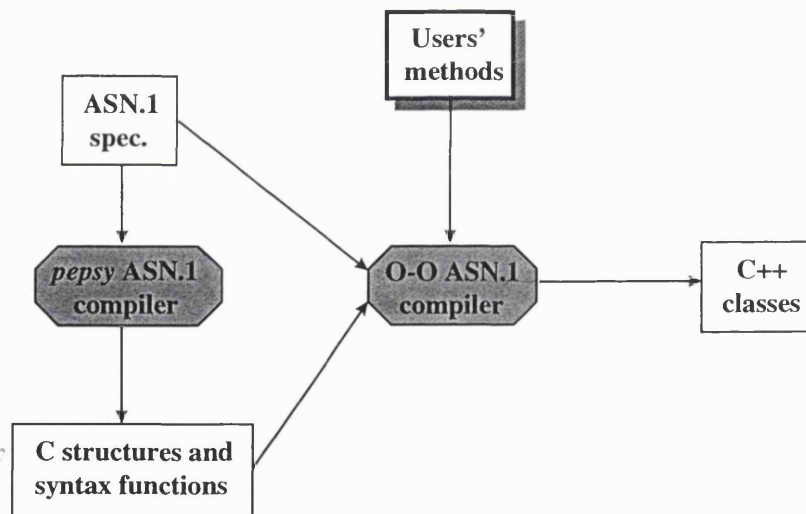 Users'
methods
ASN.1
spec.
pepsy ASN.1
compiler
O-O ASN.1
compiler
C++
classes
C structures and
syntax functions